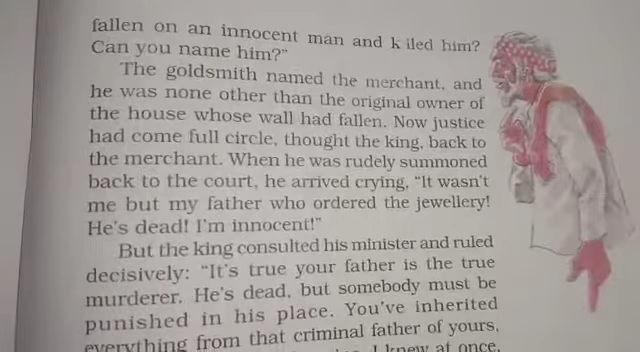 fallen on an innocent man and k iled him?
Can you name him?"
The goldsmith named the merchant, and
he was none other than the original owner of
the house whose wall had fallen. Now justice
had come full circle, thought the king, back to
the merchant. When he was rudely summoned
back to the court, he arrived crying, "It wasn't
me but my father who ordered the jewellery!
He's dead! I'm innocent!"
But the king consulted his minister and ruled
decisively: "It's true your father is the true
murderer. He's dead, but somebody must be
punished in his place. You've inherited
everything from that criminal father of yours,
I knew at once,